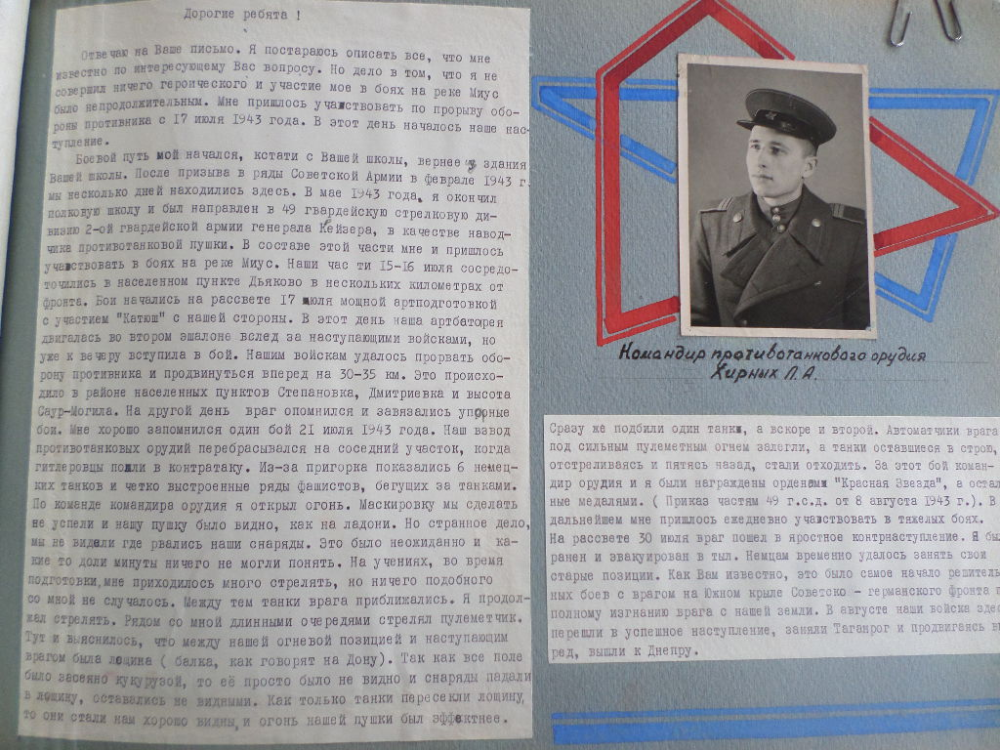 Дорогие ребята !
Отвечаю на Ваше письмо. Я постараюсь описать все, что мне
известно по интересующему Вас вопросу. Но дело в том, что я не
совершил ничего героического и участие мое в боях на реке Миус
было непродолжительным. Мне пришлось участвовать по прорыву обо-
роны противника с 17 июля 1943 года. В этот день началось наше нас-
тупление.
Боевой путь мой начался, кстати с Вашей школы, вернее у здания
Вашей школы. После призыва в ряды Советской Армии в феврале 1943 г.
мы несколько дней находились здесь. В мае 1943 года, я окончил
полковую школу и был направлен в 49 гвардейскую стрелковую ди-
визию 2-ой гвардейской армии генерала Кейзера, в качестве навод-
чика противотанковой пушки. В составе этой части мне и пришлось
участвовать в боях на реке Миус. Наши час ти 15-16 июля сосредо-
точились в населенном пункте Дьяково в нескольких километрах от
фронта. Бои начались на рассвете 17 июля мощной артподготовкой
с участием "Катюш" с нашей стороны. В этот день наша артбатарея
двигалась во втором эшалоне вслед за наступающими войсками, но
уже к вечеру вступила в бой. Нашим войскам удалось прорвать обо-
рону противника и продвинуться вперед на 30-35 км. Это происхо-
дило в районе населенных пунктов Степановка, Дмитриевка и высота
Саур-Могила. На другой день враг опомнился и завязались упорные
бои. Мне хорошо запомнился один бой 21 июля 1943 года. Наш взвод
противотанковых орудий перебрасывался на соседний участок, когда
гитлеровцы пошли в контратаку. Из-за пригорка показались 6 немец-
ких танков и четко выстроенные ряды фашистов, бегущих за танками.
По команде командира орудия я открыл огонь. Маскировку мы сделать
не успели и нащу пушку было видно, как на ладони. Но странное дело,
мы не видели где рвались наши снаряды. Это было неожиданно и ка-
кие то доли минуты ничего не могли понять. На учениях, во время
подготовки, мне приходилось много стрелять, но ничего подобного
со мной не случалось. Между тем танки врага приближались. Я продол-
жал стрелять. Рядом со мной длинными очередями стрелял пулеметчик.
Тут и выяснилось, что между нашей огневой позицией и наступающим
врагом была лощина ( балка, как говорят на Дону). Так как все поле
было засеяно кукурузой, то её просто было не видно и снаряды падали
в лощину, оставались не видными. Как только танки пересекли лощину,
то они стали нам хорошо видны, и огонь нашей пушки был эффектнее.
Командир противотанкового орудия
Жирных Л.А.
Сразу же подбили один танк, а вскоре и второй. Автоматчики врага
под сильным пулеметным огнем залегли, а танки оставшиеся в строю,
отстреливаясь и пятясь назад, стали отходить. За этот бой коман-
дир орудия и я были награждены орденами "Красная Звезда", а остал
ные медалями. ( Приказ частям 49 г.с.д. от 8 августа 1943 г.). В
дальнейшем мне пришлось ежедневно участвовать в тяжелых боях.
На рассвете 30 июля враг пошел в яростное контрнаступление. Я был
ранен и эвакуирован в тыл. Немцам временно удалось занять свои
старые позиции. Как Вам известно, это было самое начало решитель
ных боев с врагом на Южном крыле Советско - германского фронта п
полному изгнанию врага с нашей земли. В августе наши войска здес
перешли в успешное наступление, заняли Таганрог и продвигаясь вп
ред, вышли к Днепру.